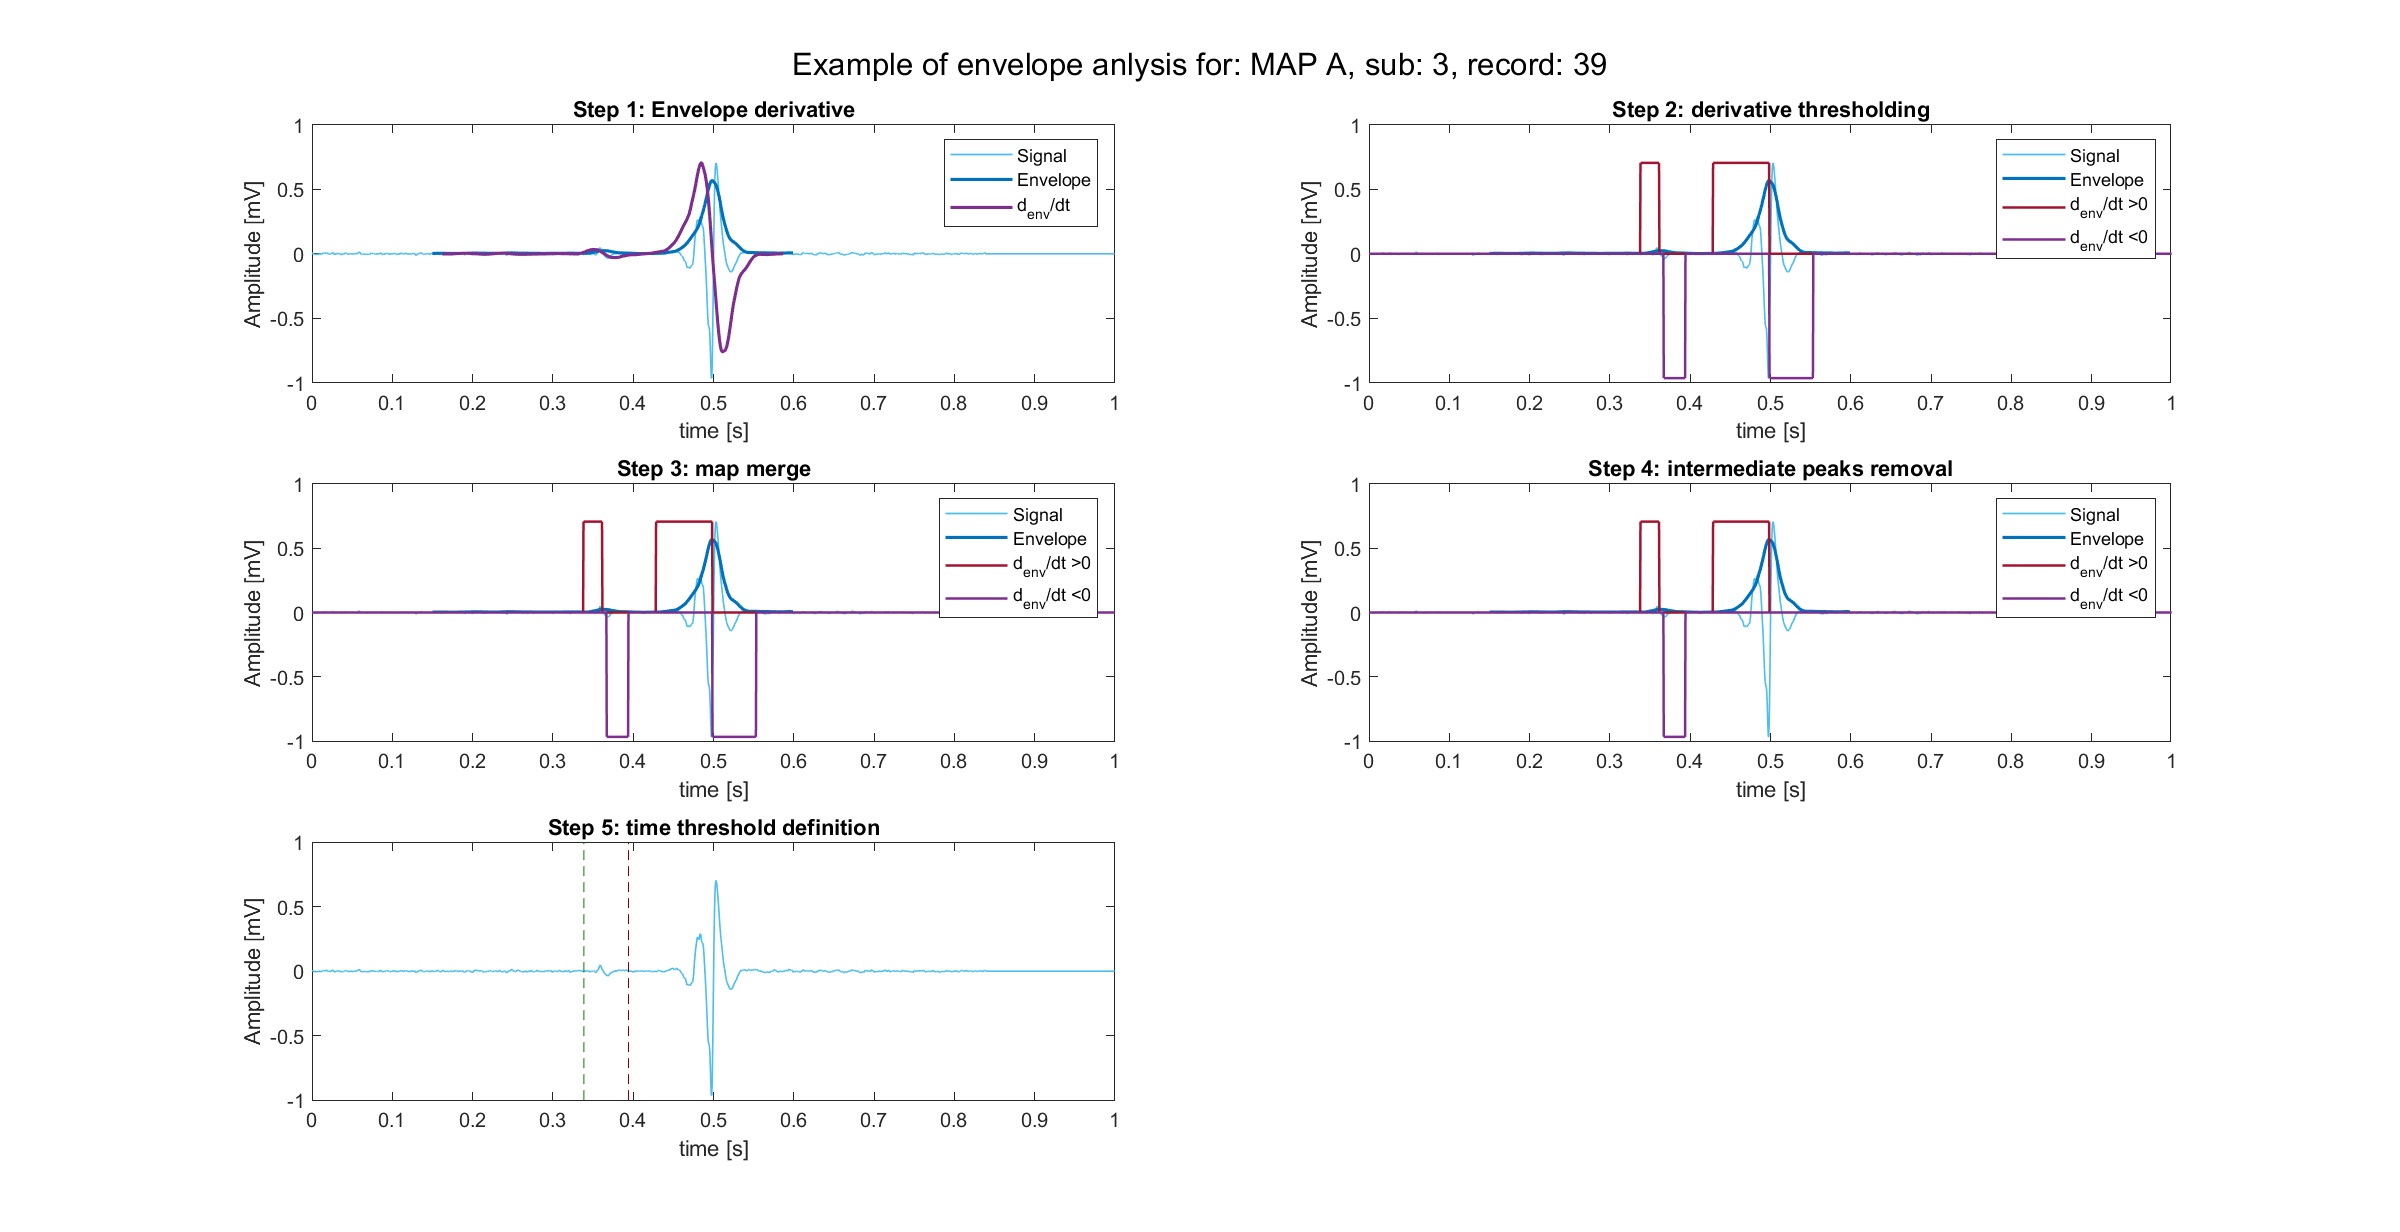 Example of envelope anlysis for: MAP A, sub: 3, record: 39
Step 1: Envelope derivative
Amplitude [mV]
1
0.5
0
-0.5
-1
Signal
Envelope
d_env/dt
0 0.1 0.2 0.3 0.4 0.5 0.6 0.7 0.8 0.9 1
time [s]
Step 2: derivative thresholding
Amplitude [mV]
1
0.5
0
-0.5
-1
Signal
Envelope
d_env/dt >0
d_env/dt <0
0 0.1 0.2 0.3 0.4 0.5 0.6 0.7 0.8 0.9 1
time [s]
Step 3: map merge
Amplitude [mV]
1
0.5
0
-0.5
-1
Signal
Envelope
d_env/dt >0
d_env/dt <0
0 0.1 0.2 0.3 0.4 0.5 0.6 0.7 0.8 0.9 1
time [s]
Step 4: intermediate peaks removal
Amplitude [mV]
1
0.5
0
-0.5
-1
Signal
Envelope
d_env/dt >0
d_env/dt <0
0 0.1 0.2 0.3 0.4 0.5 0.6 0.7 0.8 0.9 1
time [s]
Step 5: time threshold definition
Amplitude [mV]
1
0.5
0
-0.5
-1
0 0.1 0.2 0.3 0.4 0.5 0.6 0.7 0.8 0.9 1
time [s]